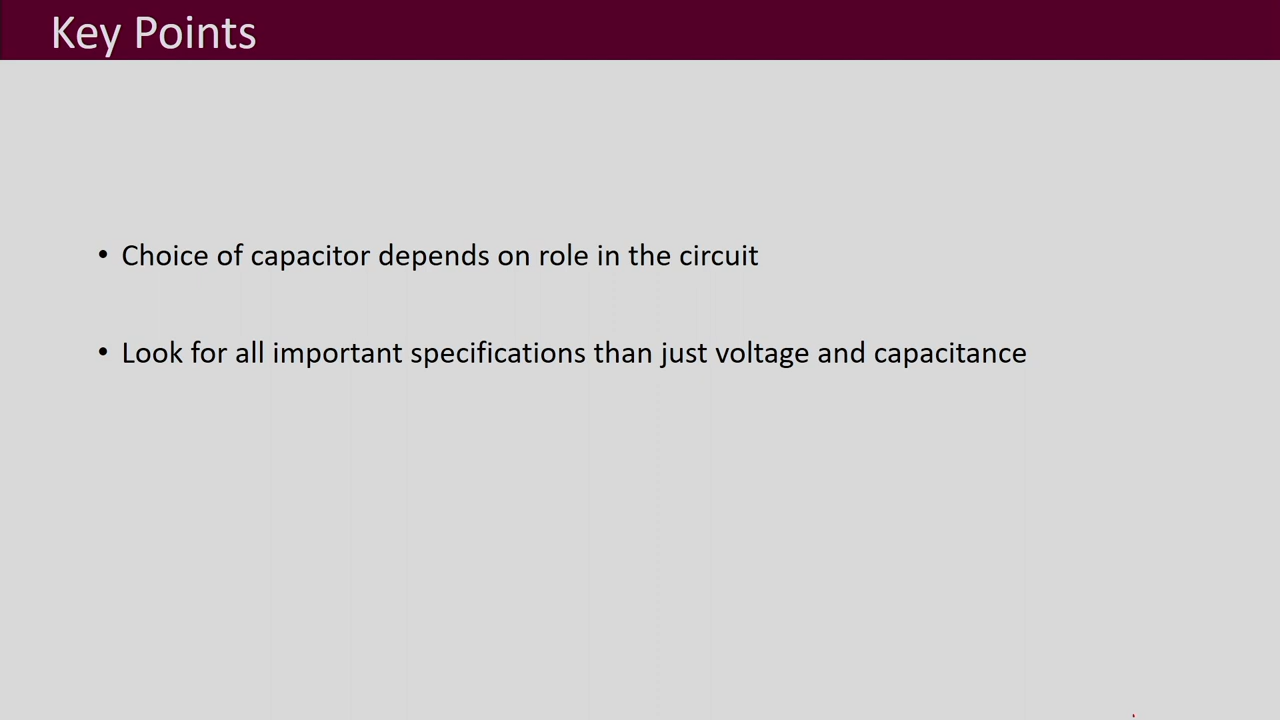 Key Points
• Choice of capacitor depends on role in the circuit
• Look for all important specifications than just voltage and capacitance